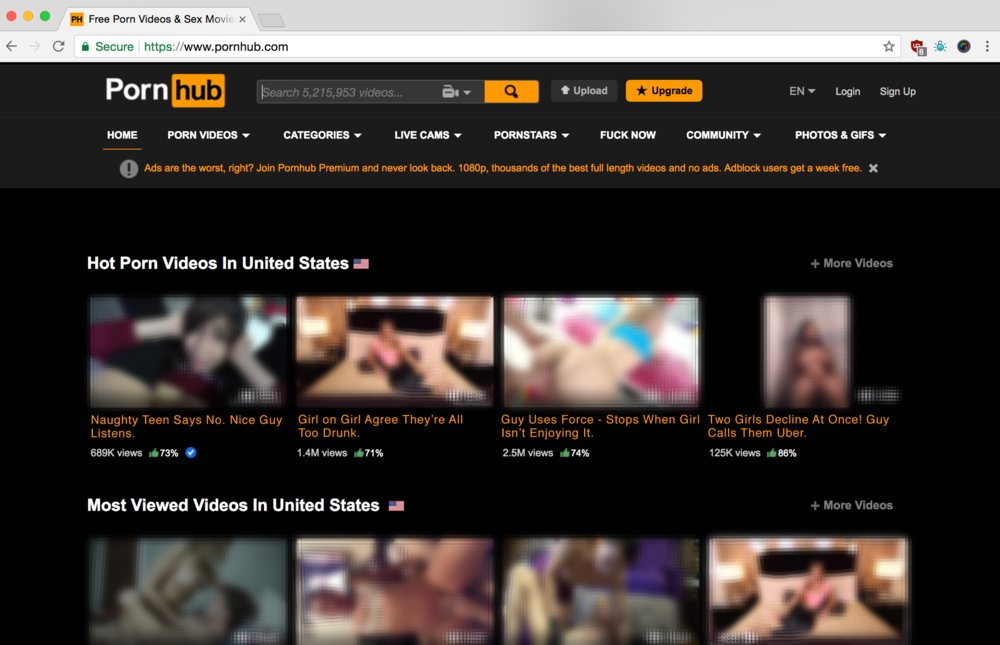 PH Free Porn Videos & Sex Movie
Secure https://www.pornhub.com
6
Porn hub
Search 5,215,953 videos...
Upload
Upgrade
EN
Login
Sign Up
HOME
PORN VIDEOS
CATEGORIES
LIVE CAMS
PORNSTARS
FUCK NOW
COMMUNITY
PHOTOS & GIFS
Ads are the worst, right? Join Pornhub Premium and never look back. 1080p, thousands of the best full length videos and no ads. Adblock users get a week free.
Hot Porn Videos In United States
+ More Videos
Naughty Teen Says No. Nice Guy
Listens.
689K views 73%
Girl on Girl Agree They're All
Too Drunk.
1.4M views 71%
Guy Uses Force - Stops When Girl
Isn't Enjoying It.
2.5M views 74%
Two Girls Decline At Once! Guy
Calls Them Uber.
125K views 86%
Most Viewed Videos In United States
+ More Videos